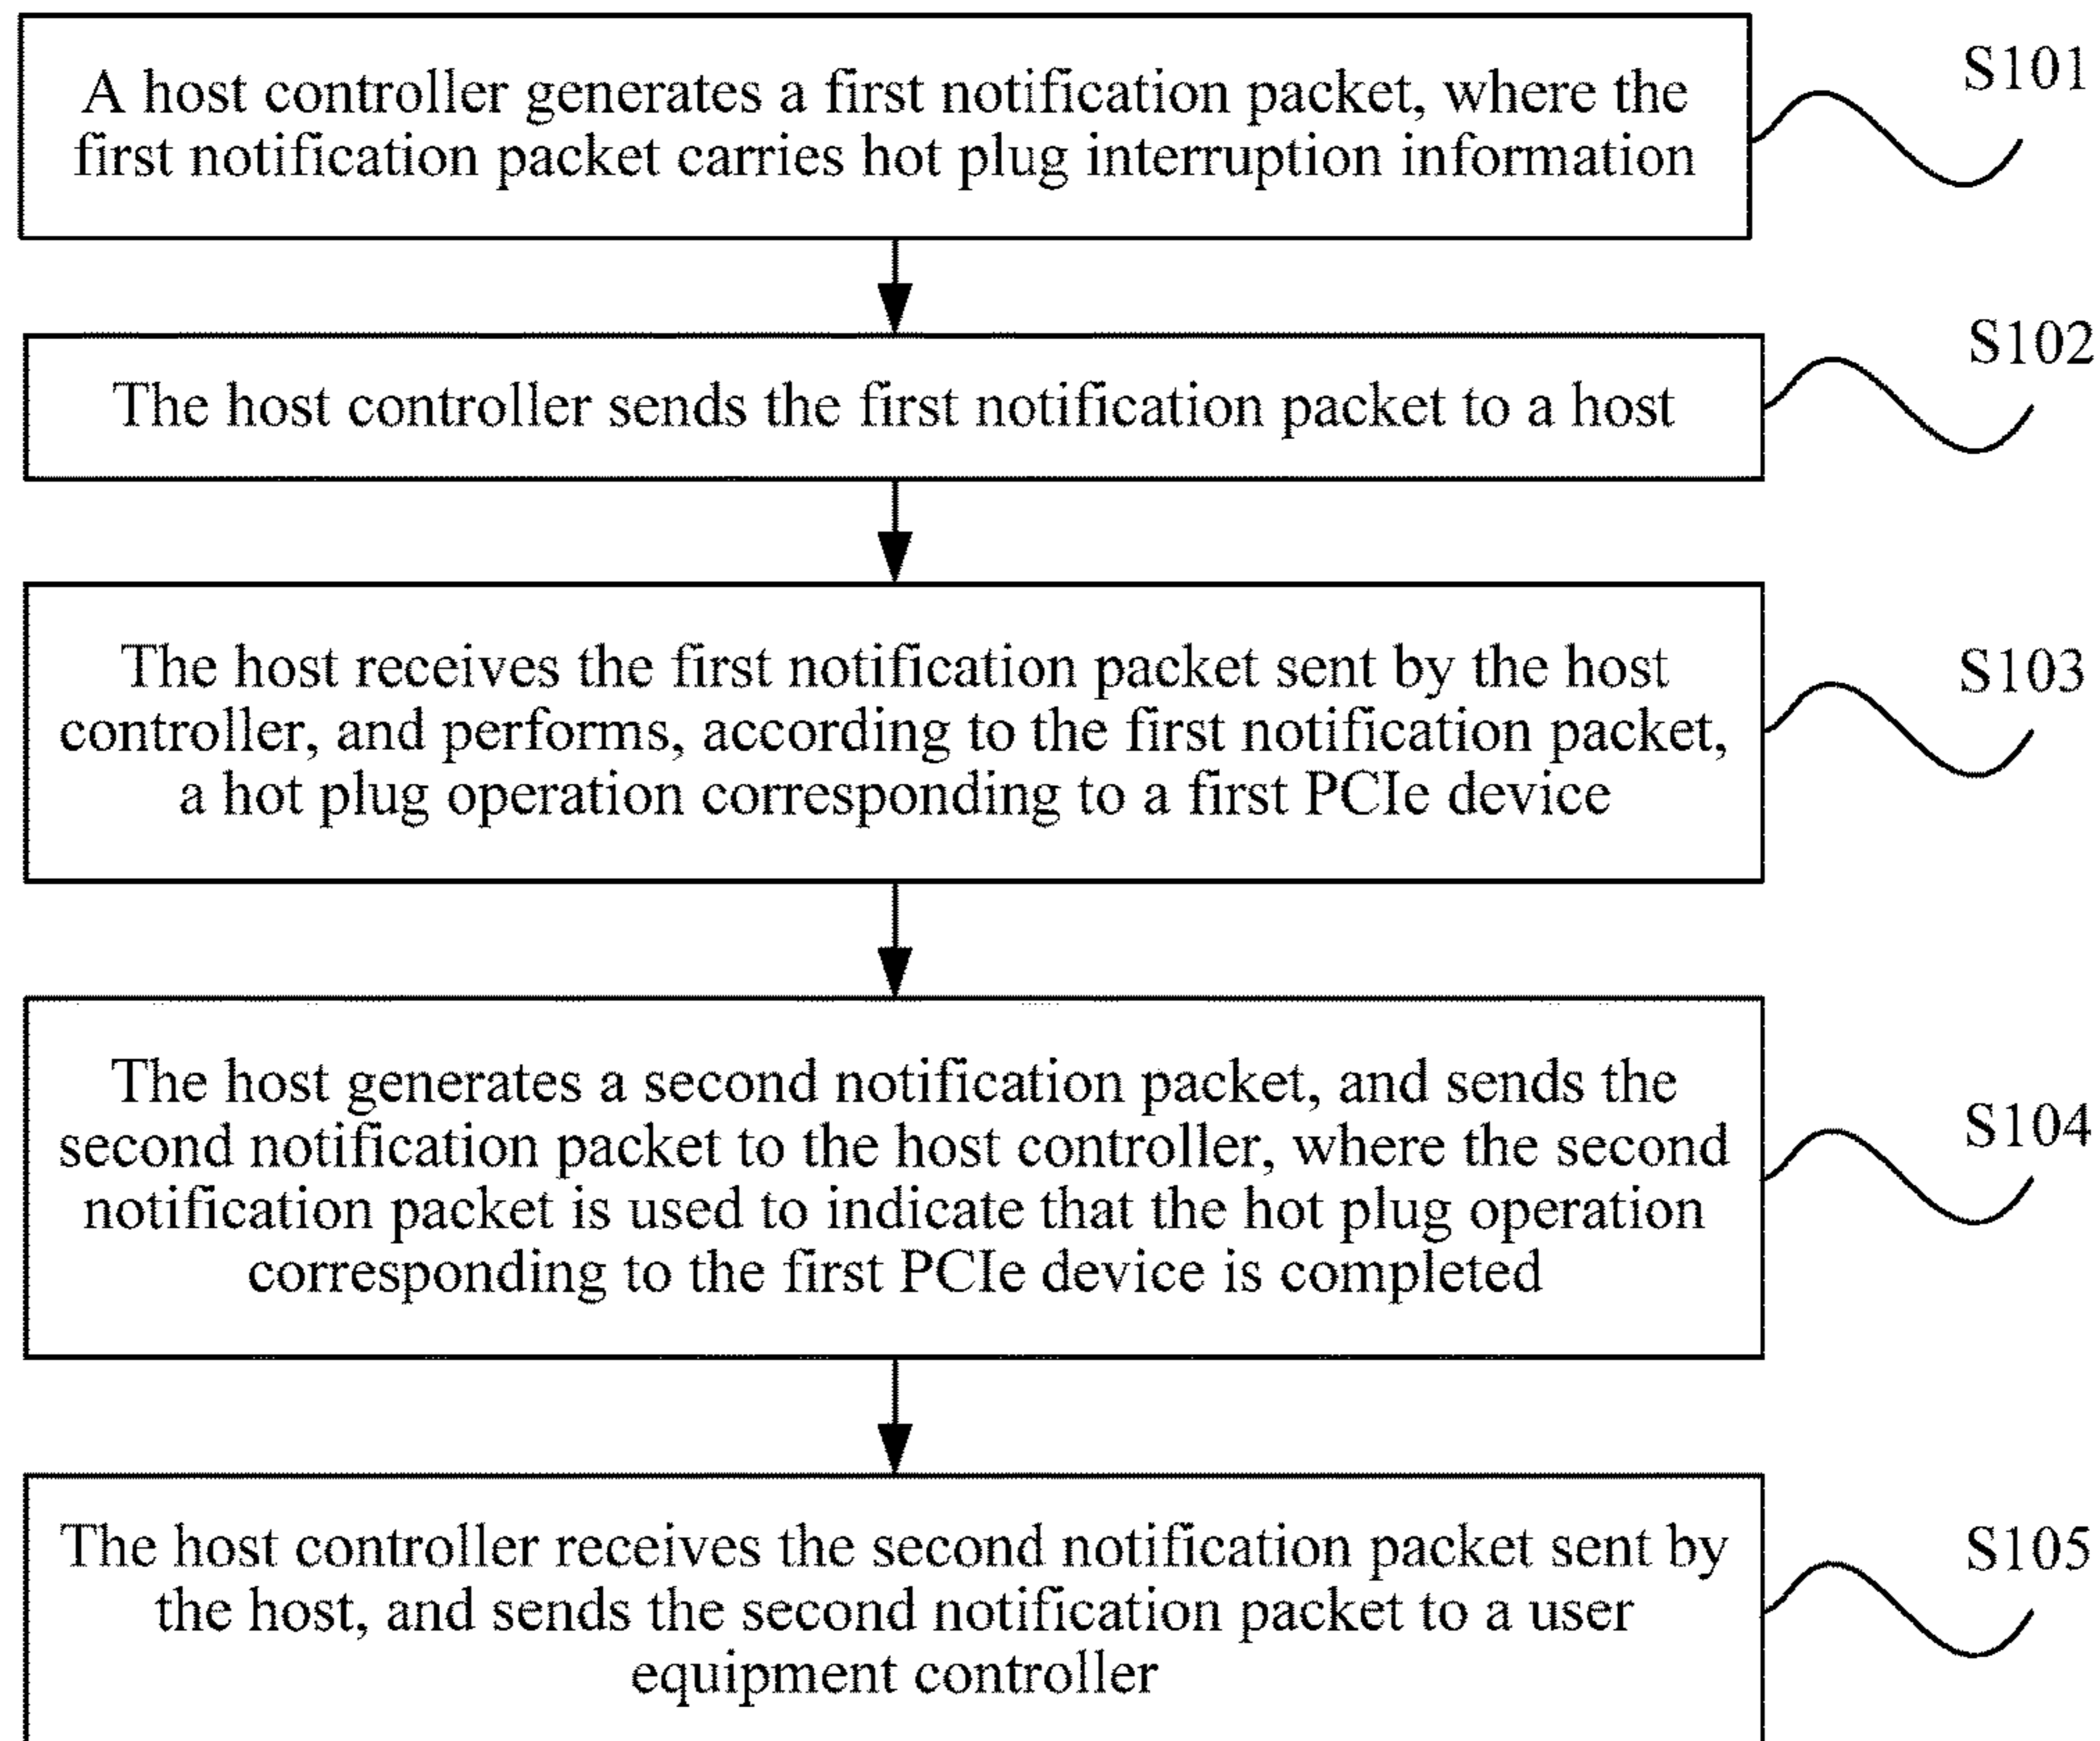 A host controller generates a first notification packet, where the
first notification packet carries hot plug interruption information
S101
The host controller sends the first notification packet to a host
S102
The host receives the first notification packet sent by the host
controller, and performs, according to the first notification packet,
a hot plug operation corresponding to a first PCIe device
S103
The host generates a second notification packet, and sends the
second notification packet to the host controller, where the second
notification packet is used to indicate that the hot plug operation
corresponding to the first PCIe device is completed
S104
The host controller receives the second notification packet sent by
the host, and sends the second notification packet to a user
equipment controller
S105